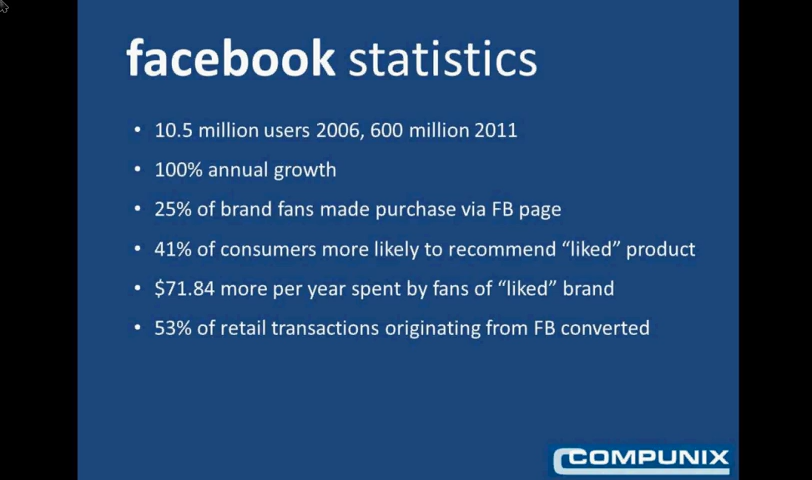 facebook statistics
• 10.5 million users 2006, 600 million 2011
• 100% annual growth
• 25% of brand fans made purchase via FB page
• 41% of consumers more likely to recommend “liked” product
• $71.84 more per year spent by fans of “liked” brand
• 53% of retail transactions originating from FB converted
COMPUNIX